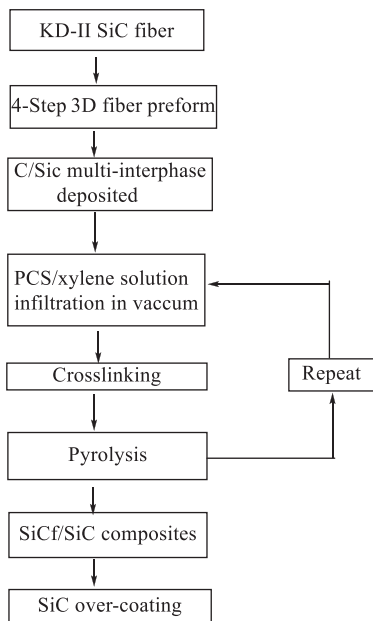 KD-II SiC fiber
4-Step 3D fiber preform
C/Sic multi-interphase
deposited
PCS/xylene solution
infiltration in vaccum
Crosslinking
Repeat
Pyrolysis
SiCf/SiC composites
SiC over-coating